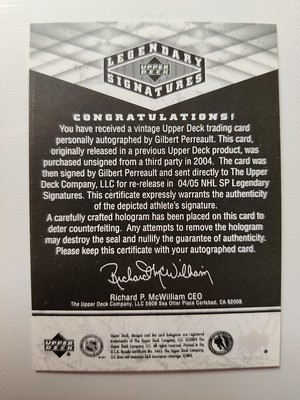 LEGENDARY
UPPER DECK
SIGNATURES
CONGRATULATIONS!
You have received a vintage Upper Deck trading card
personally autographed by Gilbert Perreault. This card,
originally released in a previous Upper Deck product, was
purchased unsigned from a third party in 2004. The card was
then signed by Gilbert Perreault and sent directly to The Upper
Deck Company, LLC for re-release in 04/05 NHL SP Legendary
Signatures. This certificate expressly warrants the authenticity
of the depicted athlete's signature.
A carefully crafted hologram has been placed on this card to
deter counterfeiting. Any attempts to remove the hologram
may destroy the seal and nullify the guarantee of authenticity.
Please keep this certificate with your autographed card.
Richard McWilliam
Richard P. McWilliam CEO
The Upper Deck Company, LLC 5909 Sea Otter Place Carlsbad, CA 92008
UPPER DECK